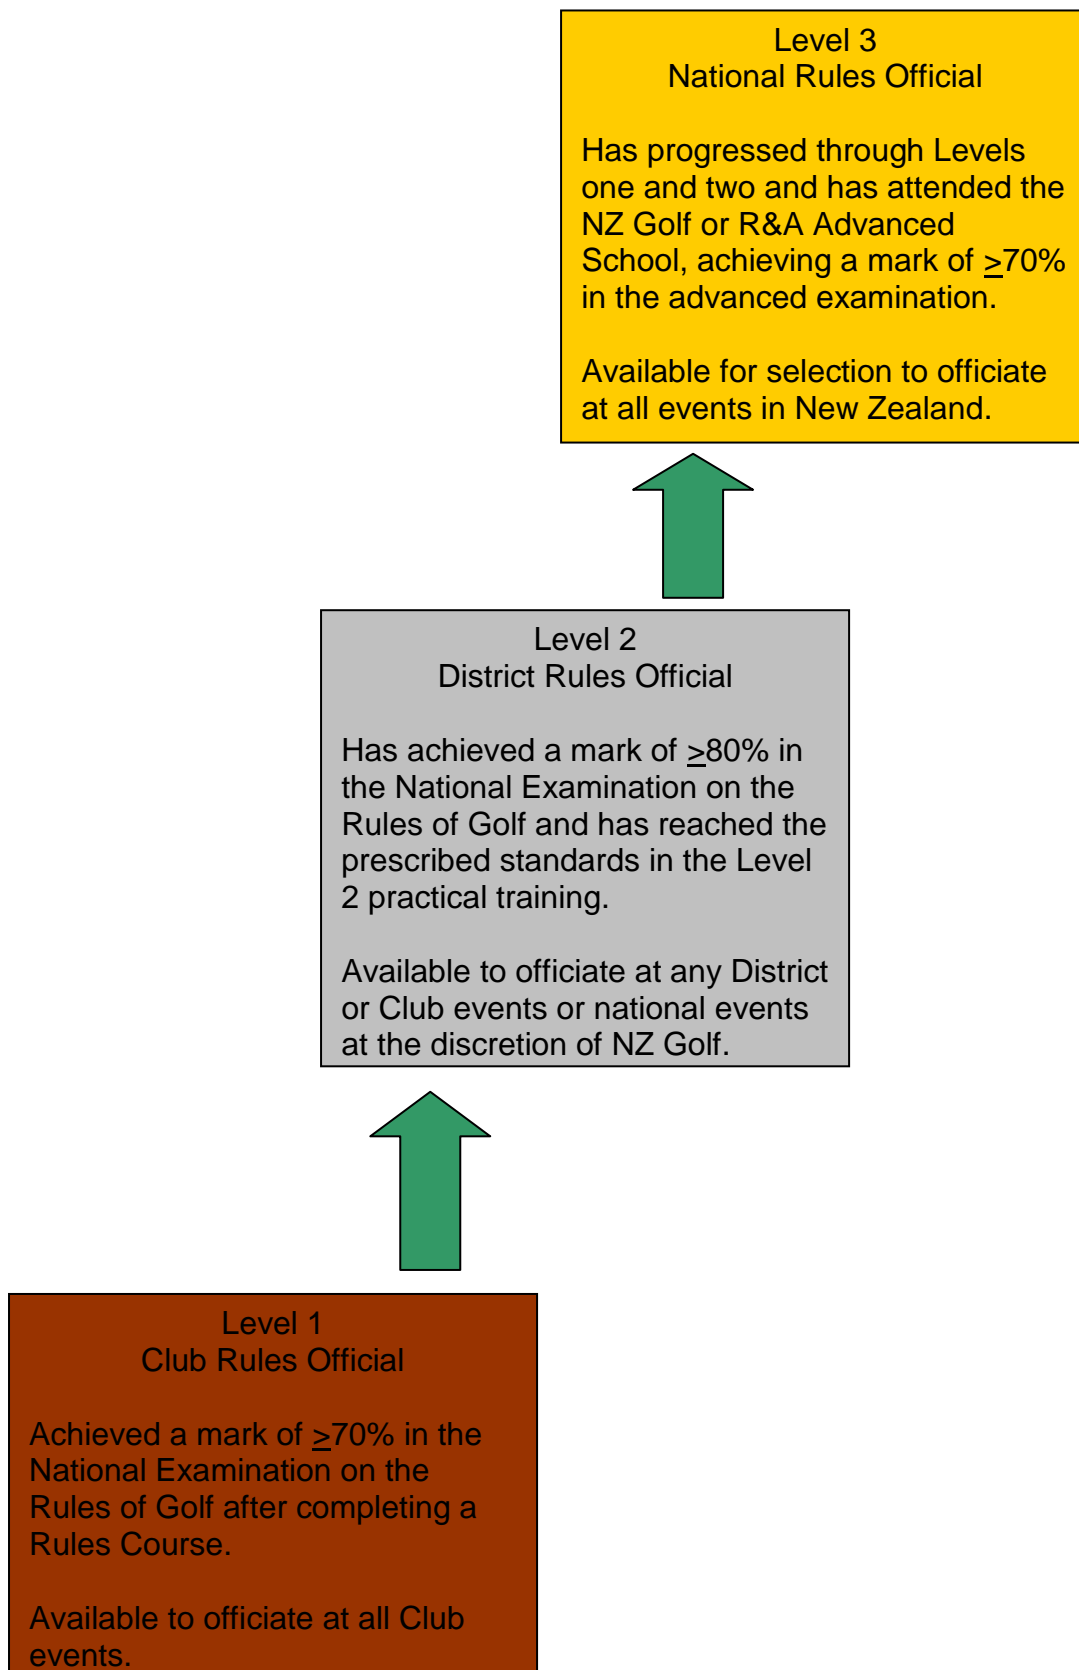 Level 3
National Rules Official
Has progressed through Levels
one and two and has attended the
NZ Golf or R&A Advanced
School, achieving a mark of >70%
in the advanced examination.
Available for selection to officiate
at all events in New Zealand.
Level 2
District Rules Official
Has achieved a mark of >80% in
the National Examination on the
Rules of Golf and has reached the
prescribed standards in the Level
2 practical training.
Available to officiate at any District
or Club events or national events
at the discretion of NZ Golf.
Level 1
Club Rules Official
Achieved a mark of >70% in the
National Examination on the
Rules of Golf after completing a
Rules Course.
Available to officiate at all Club
events.